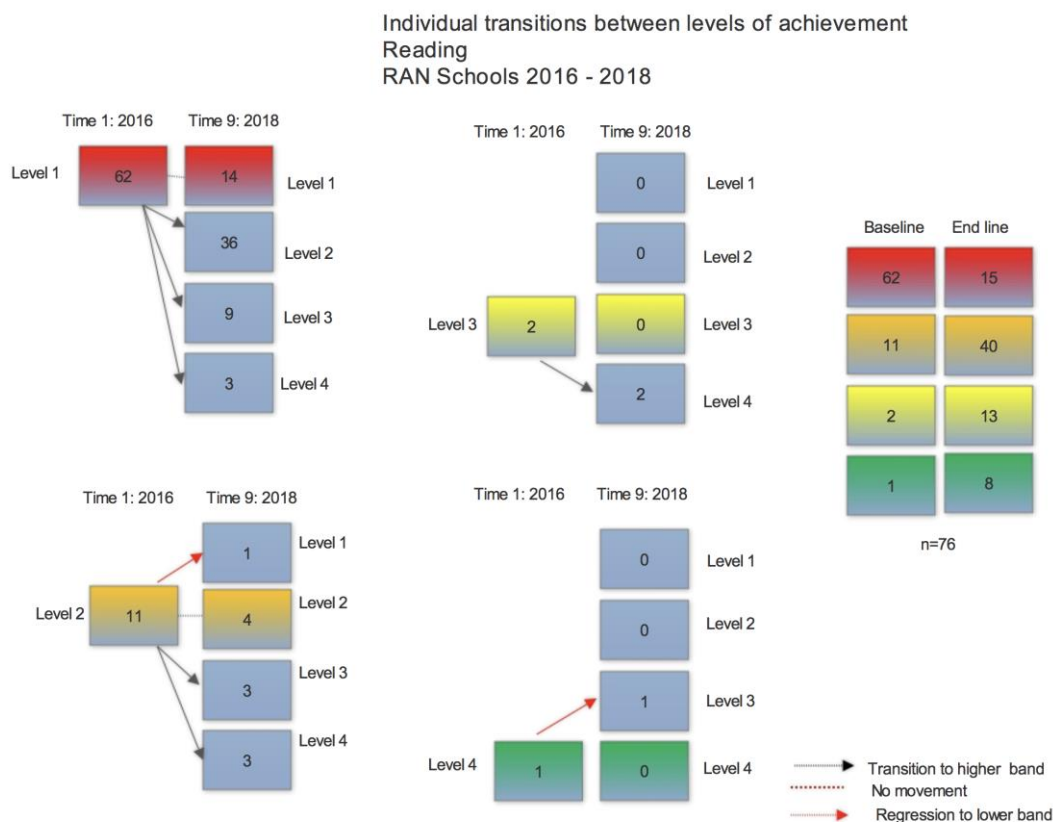 Individual transitions between levels of achievement
Reading
RAN Schools 2016 - 2018
Time 1: 2016 Time 9: 2018
Level 1 62 14 Level 1
36 Level 2
9 Level 3
3 Level 4
Time 1: 2016 Time 9: 2018
0 Level 1
0 Level 2
Level 3 2 0 Level 3
2 Level 4
Baseline End line
62 15
11 40
2 13
1 8
n=76
Time 1: 2016 Time 9: 2018
1 Level 1
Level 2 11 4 Level 2
3 Level 3
3 Level 4
Time 1: 2016 Time 9: 2018
0 Level 1
0 Level 2
1 Level 3
Level 4 1 0 Level 4
Transition to higher band
No movement
Regression to lower band